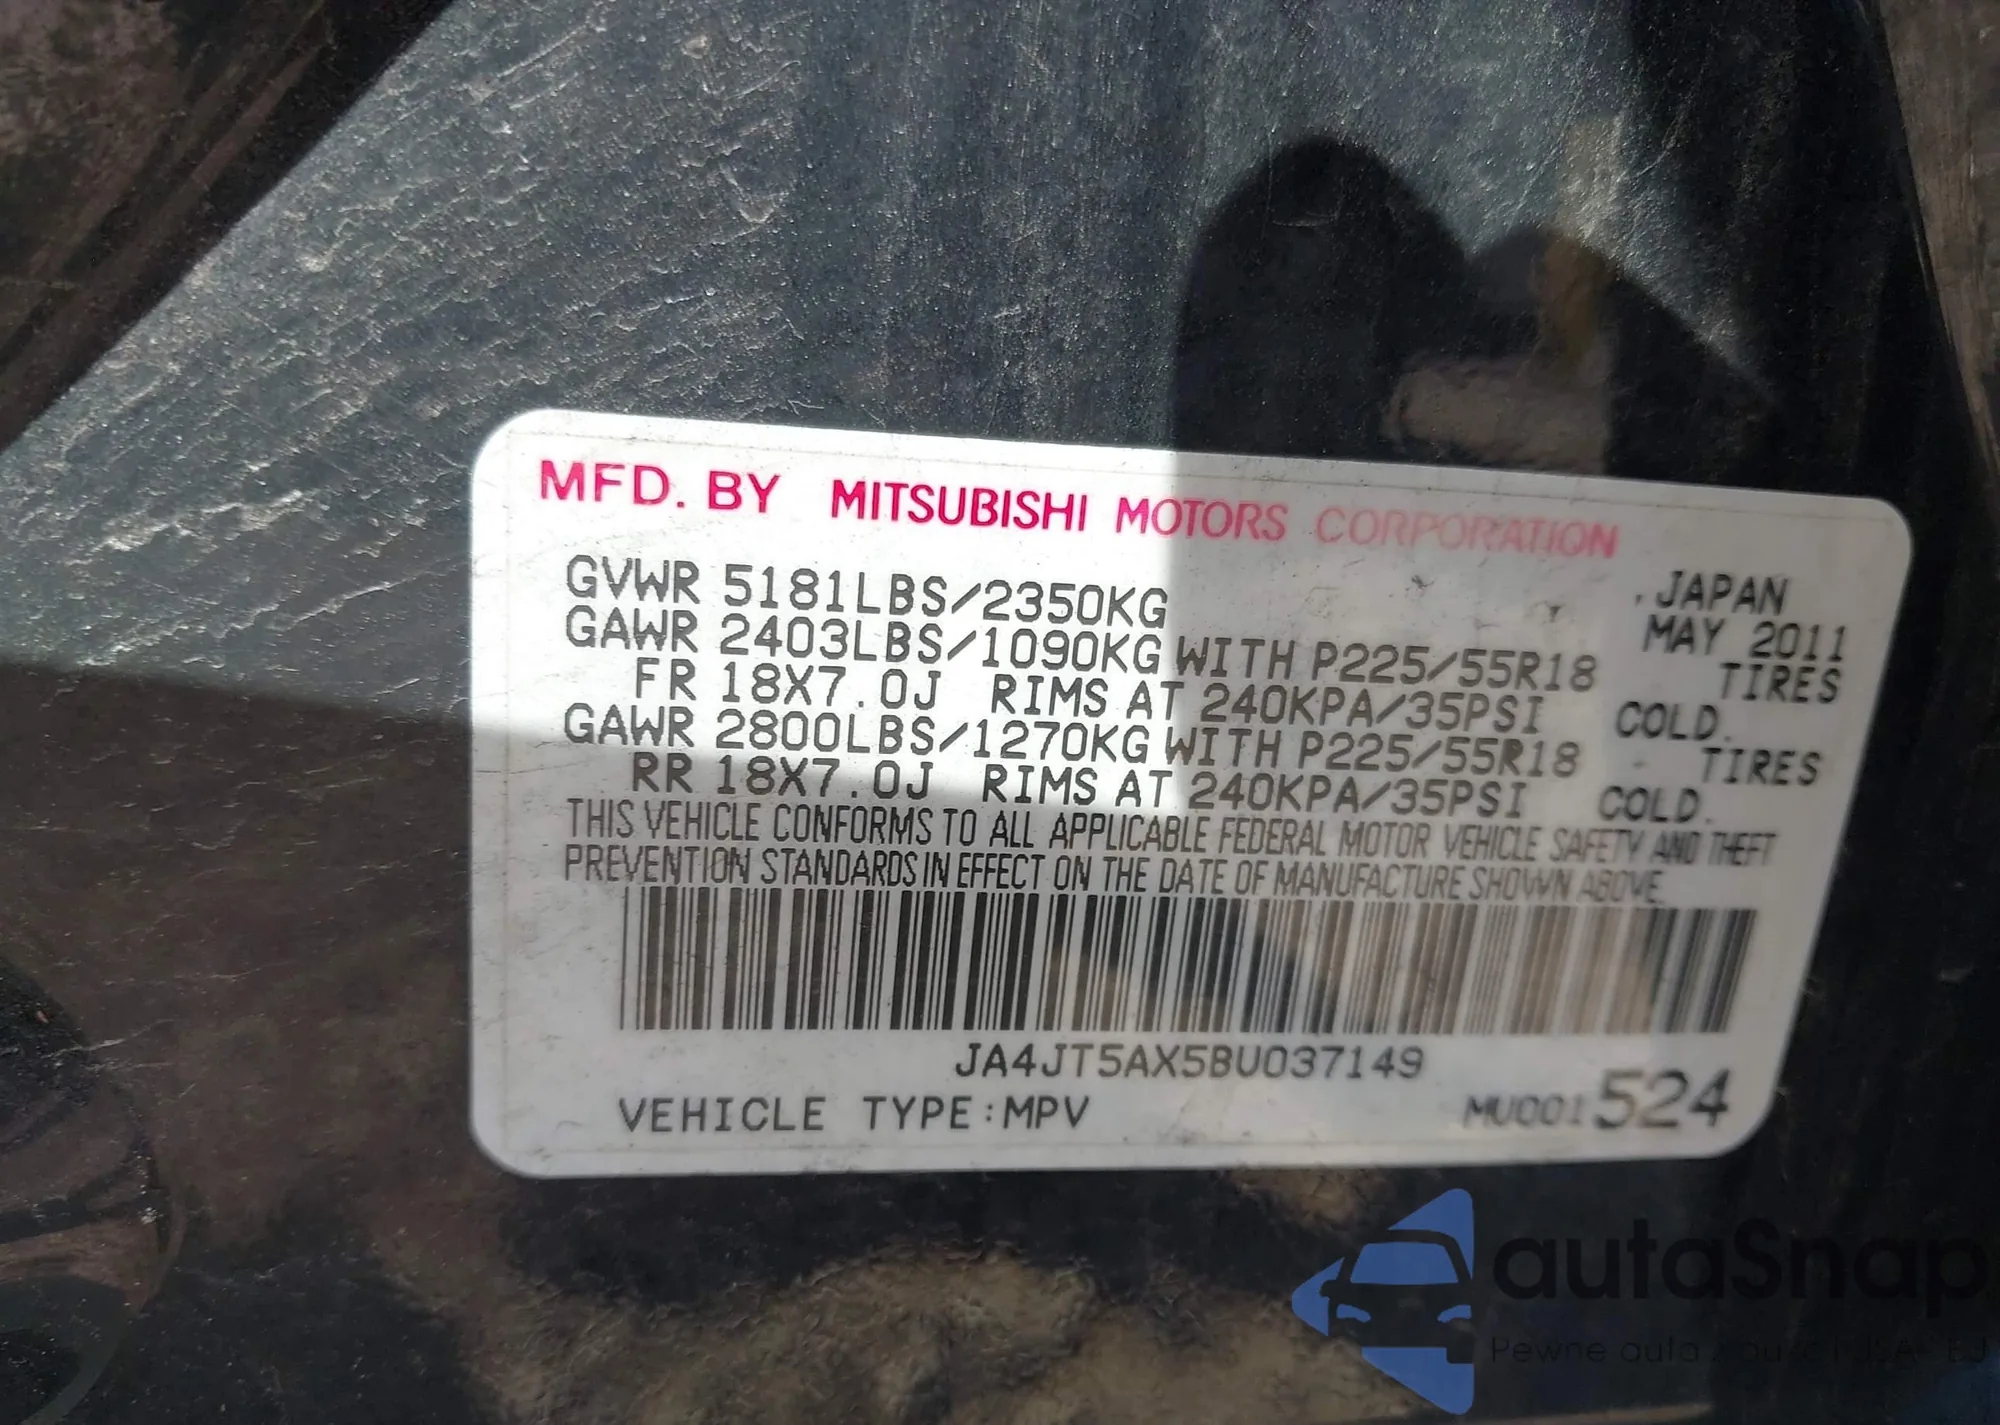 MFD. BY MITSUBISHI MOTORS CORPORATION
GVWR 5181LBS/2350KG JAPAN
MAY 2011
GAWR 2403LBS/1090KG WITH P225/55R18 TIRES
FR 18X7.0J RIMS AT 240KPA/35PSI COLD.
GAWR 2800LBS/1270KG WITH P225/55R18 TIRES
RR 18X7.0J RIMS AT 240KPA/35PSI COLD.
THIS VEHICLE CONFORMS TO ALL APPLICABLE FEDERAL MOTOR VEHICLE SAFETY AND THEFT
PREVENTION STANDARDS IN EFFECT ON THE DATE OF MANUFACTURE SHOWN ABOVE.
JA4JT5AX5BU037149
VEHICLE TYPE:MPV MU001524
autaSnap
Pewne auta z